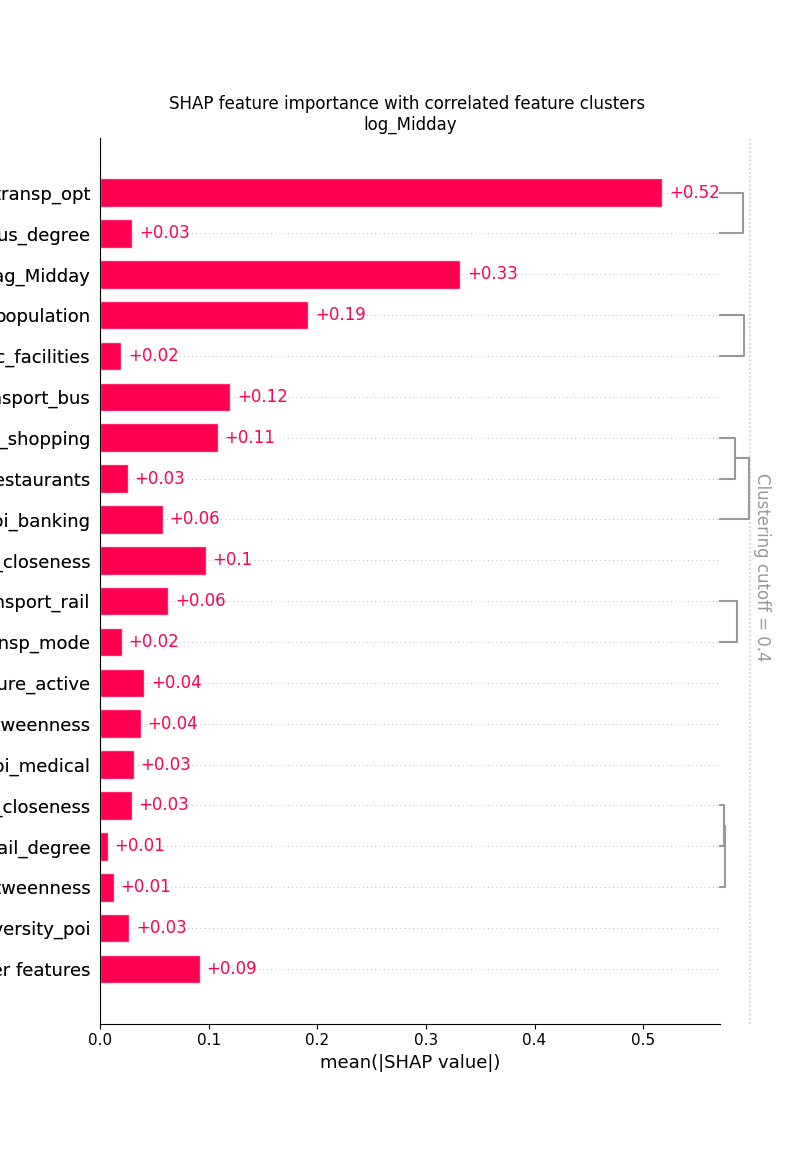 SHAP feature importance with correlated feature clusters
log_Midday
transp_opt +0.52
us_degree +0.03
ag_Midday +0.33
population +0.19
c_facilities +0.02
nsport_bus +0.12
_shopping +0.11
estaurants +0.03
oi_banking +0.06
_closeness +0.1
nsport_rail +0.06
nsp_mode +0.02
ure_active +0.04
tweenness +0.04
oi_medical +0.03
_closeness +0.03
ail_degree +0.01
tweenness +0.01
versity_poi +0.03
er features +0.09
Clustering cutoff = 0.4
0.0 0.1 0.2 0.3 0.4 0.5
mean(|SHAP value|)